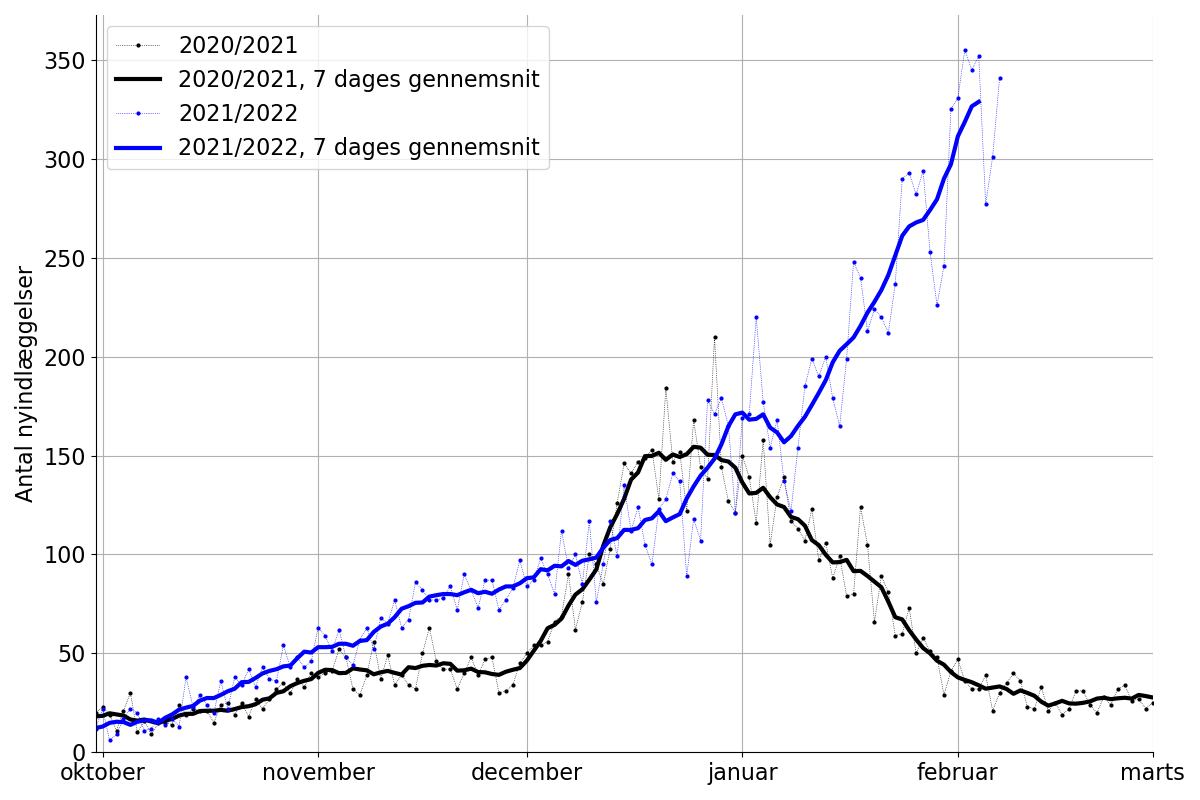 2020/2021
2020/2021, 7 dages gennemsnit
2021/2022
2021/2022, 7 dages gennemsnit
Antal nyindlæggelser
350
300
250
200
150
100
50
0
oktober november december januar februar marts